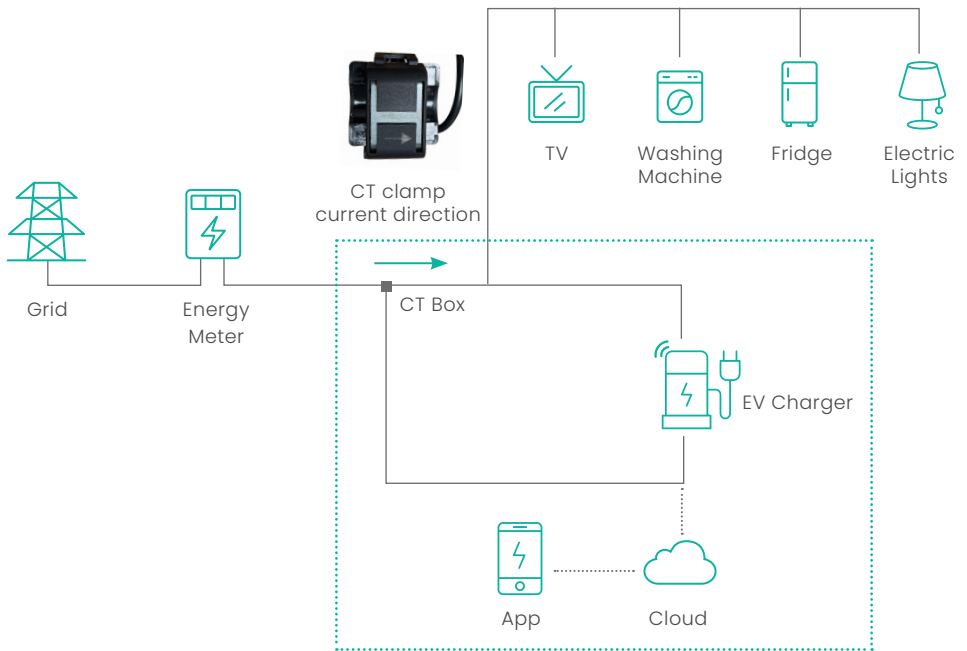 TV
Washing
Machine
Fridge
Electric
Lights
CT clamp
current direction
Grid
Energy
Meter
CT Box
EV Charger
App
Cloud